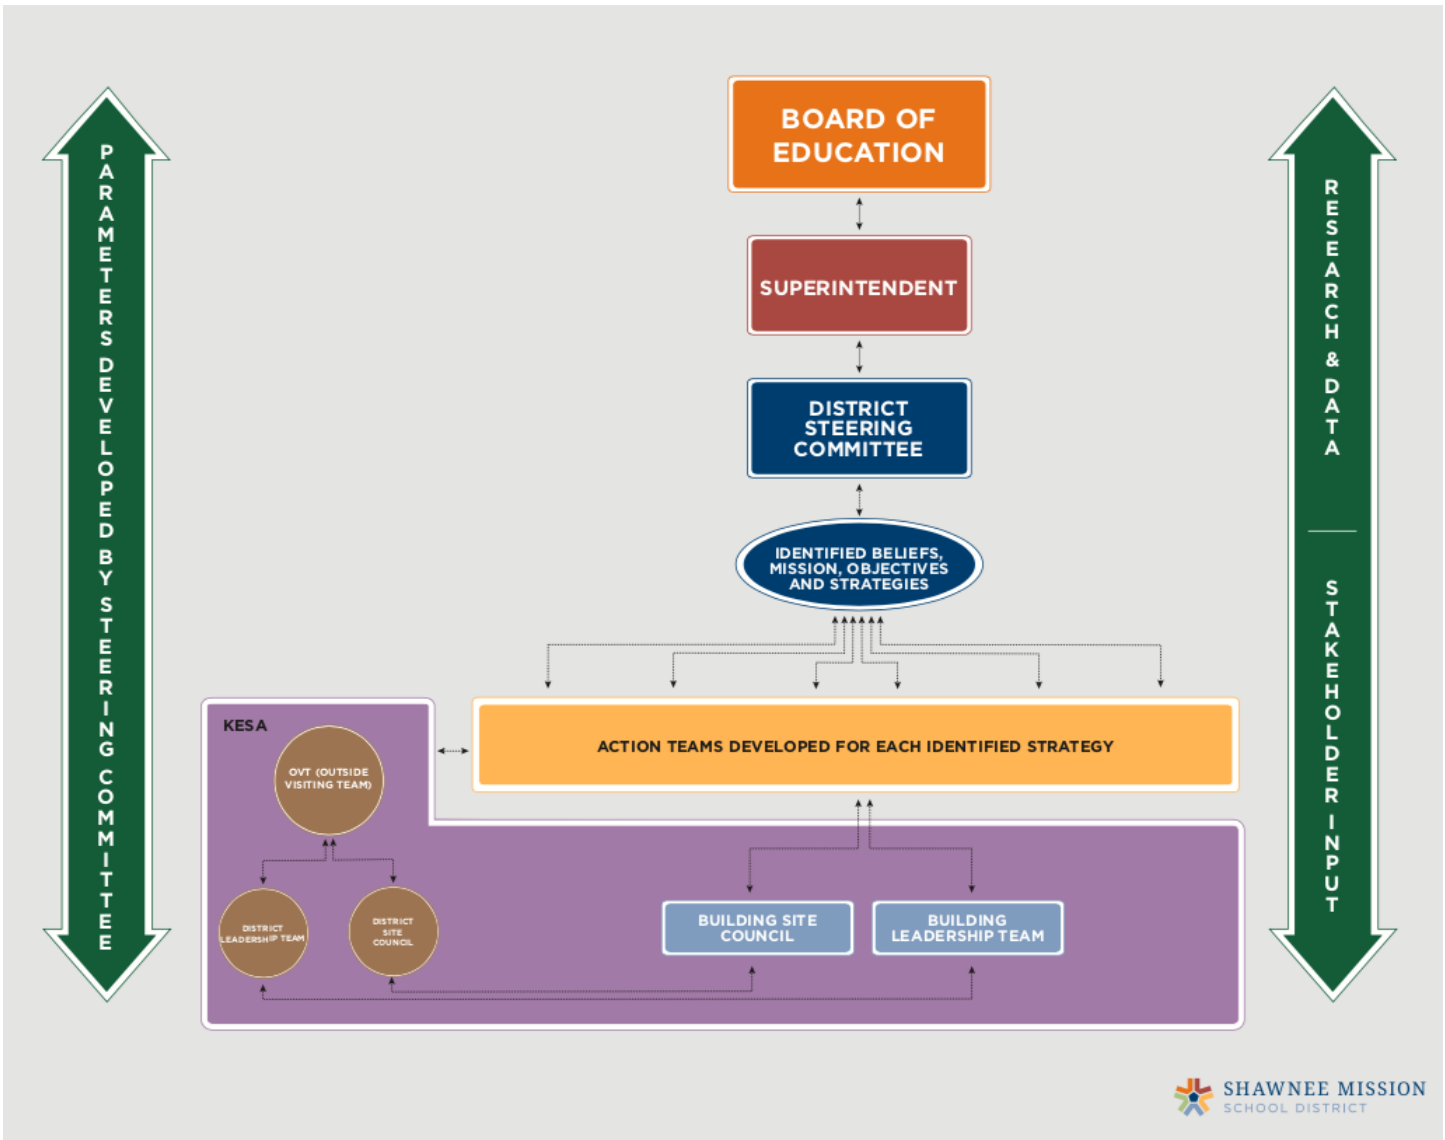 BOARD OF
EDUCATION
SUPERINTENDENT
DISTRICT
STEERING
COMMITTEE
IDENTIFIED BELIEFS,
MISSION, OBJECTIVES
AND STRATEGIES
ACTION TEAMS DEVELOPED FOR EACH IDENTIFIED STRATEGY
KESA
OVT (OUTSIDE
VISITING TEAM)
DISTRICT
LEADERSHIP TEAM
DISTRICT
SITE
COUNCIL
BUILDING SITE
COUNCIL
BUILDING
LEADERSHIP TEAM
PARAMETERS DEVELOPED BY STEERING COMMITTEE
RESEARCH & DATA
STAKEHOLDER INPUT
SHAWNEE MISSION
SCHOOL DISTRICT